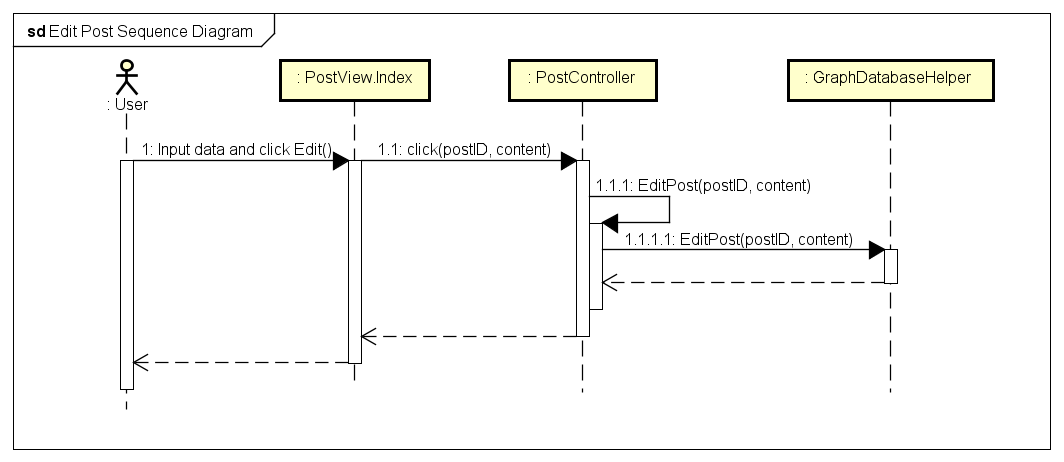 sd Edit Post Sequence Diagram
: User
: PostView.Index
: PostController
: GraphDatabaseHelper
1: Input data and click Edit()
1.1: click(postID, content)
1.1.1: EditPost(postID, content)
1.1.1.1: EditPost(postID, content)